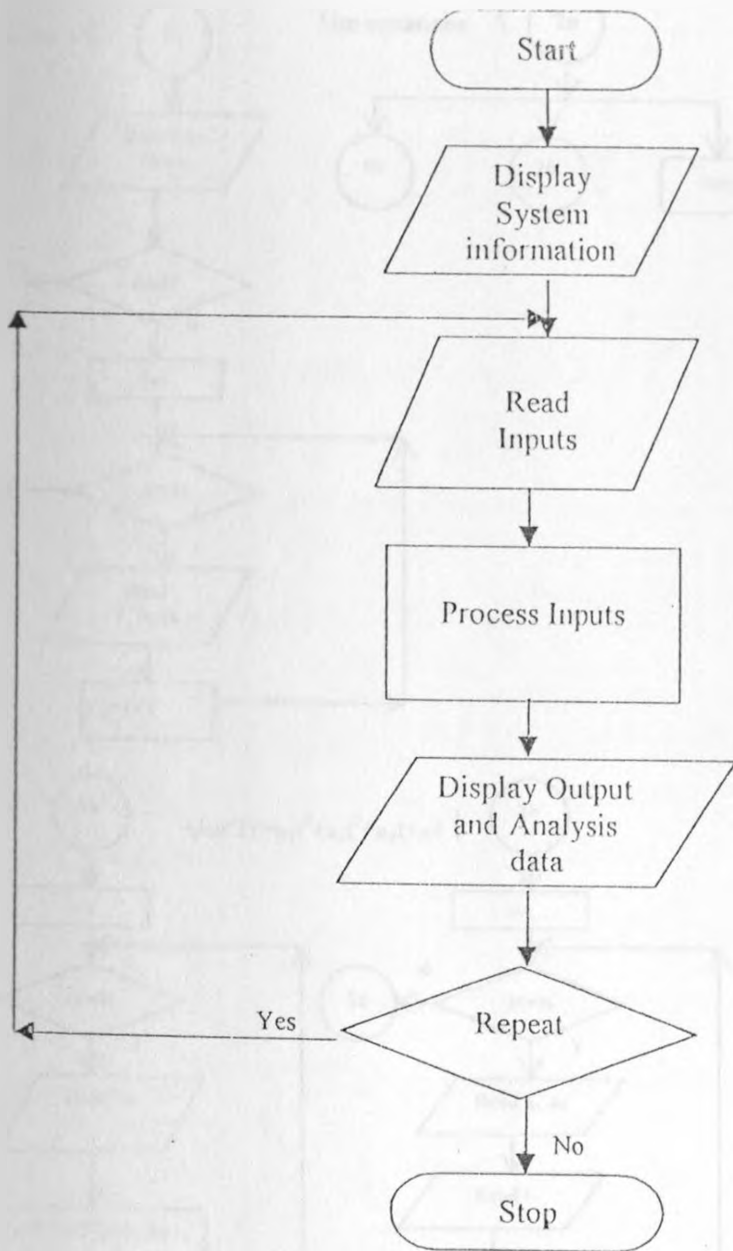 Start
Display
System
information
Read
Inputs
Process Inputs
Display Output
and Analysis
data
Repeat
Yes
No
Stop